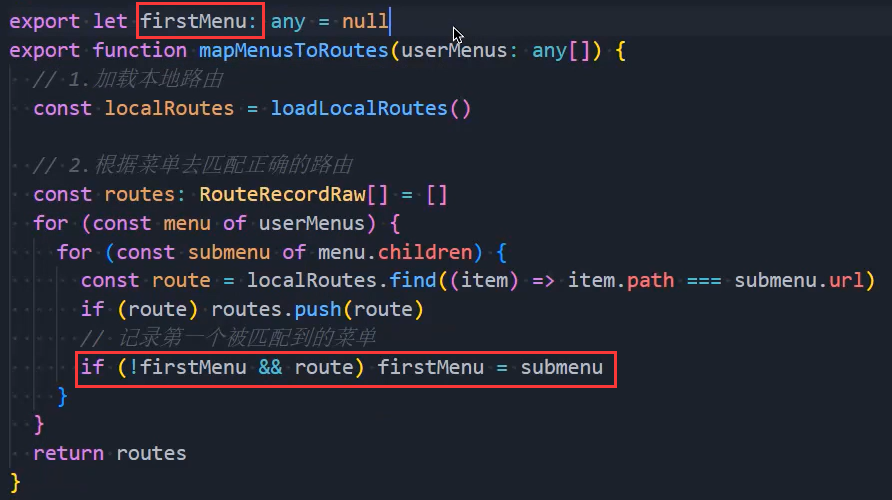 export let firstMenu: any = null
export function mapMenusToRoutes(userMenus: any[]) {
// 1.加载本地路由
const localRoutes = loadLocalRoutes()
// 2.根据菜单去匹配正确的路由
const routes: RouteRecordRaw[] = []
for (const menu of userMenus) {
for (const submenu of menu.children) {
const route = localRoutes.find((item) => item.path === submenu.url)
if (route) routes.push(route)
// 记录第一个被匹配到的菜单
if (!firstMenu && route) firstMenu = submenu
}
}
return routes
}